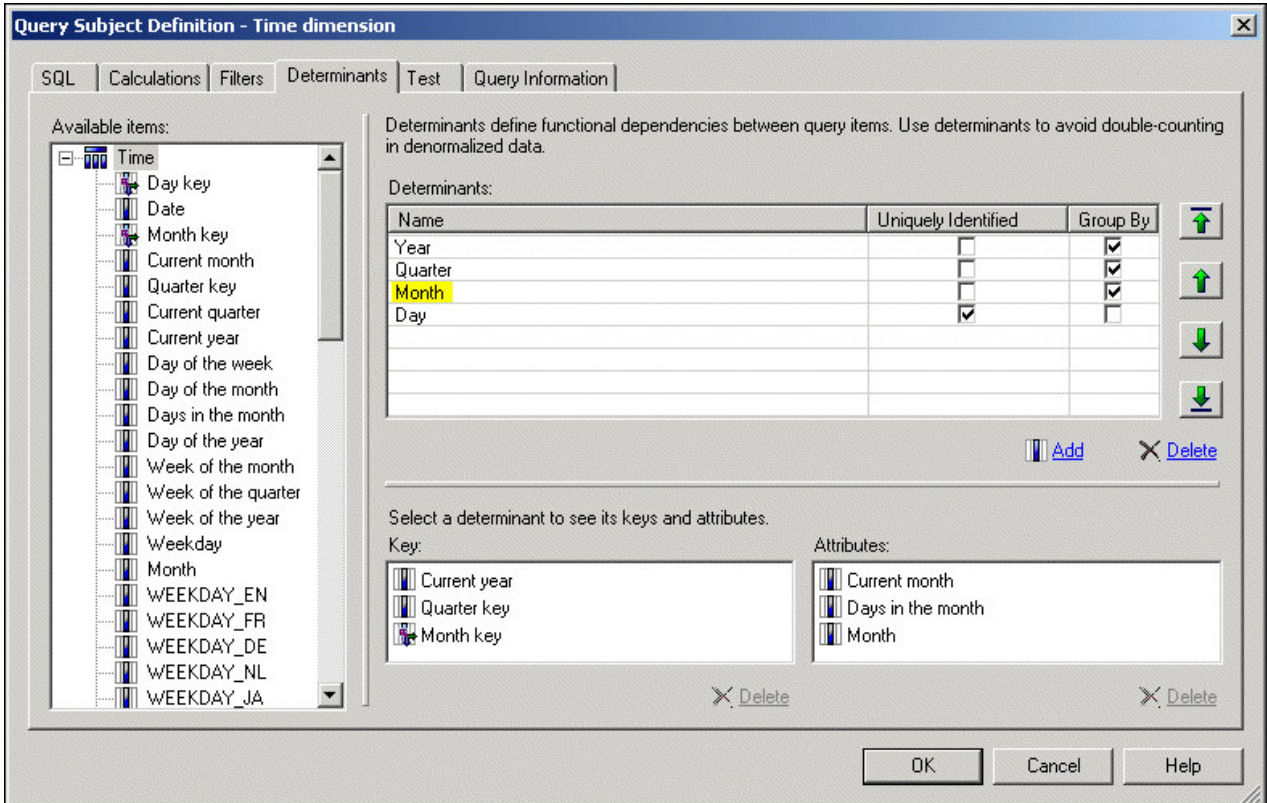 Query Subject Definition - Time dimension
SQL Calculations Filters Determinants Test Query Information
Available items:
Time
Day key
Date
Month key
Current month
Quarter key
Current quarter
Current year
Day of the week
Day of the month
Days in the month
Day of the year
Week of the month
Week of the quarter
Week of the year
Weekday
Month
WEEKDAY_EN
WEEKDAY_FR
WEEKDAY_DE
WEEKDAY_NL
WEEKDAY_JA
Determinants define functional dependencies between query items. Use determinants to avoid double-counting
in denormalized data.
Determinants:
Name Uniquely Identified Group By
Year
Quarter
Month
Day
Add Delete
Select a determinant to see its keys and attributes.
Key: Attributes:
Current year Current month
Quarter key Days in the month
Month key Month
Delete Delete
OK Cancel Help